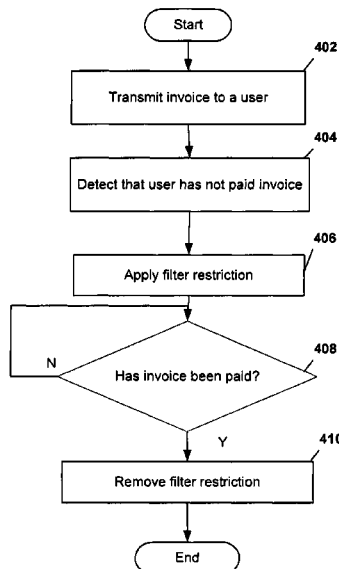 Start
402
Transmit invoice to a user
404
Detect that user has not paid invoice
406
Apply filter restriction
408
Has invoice been paid?
N
Y
410
Remove filter restriction
End